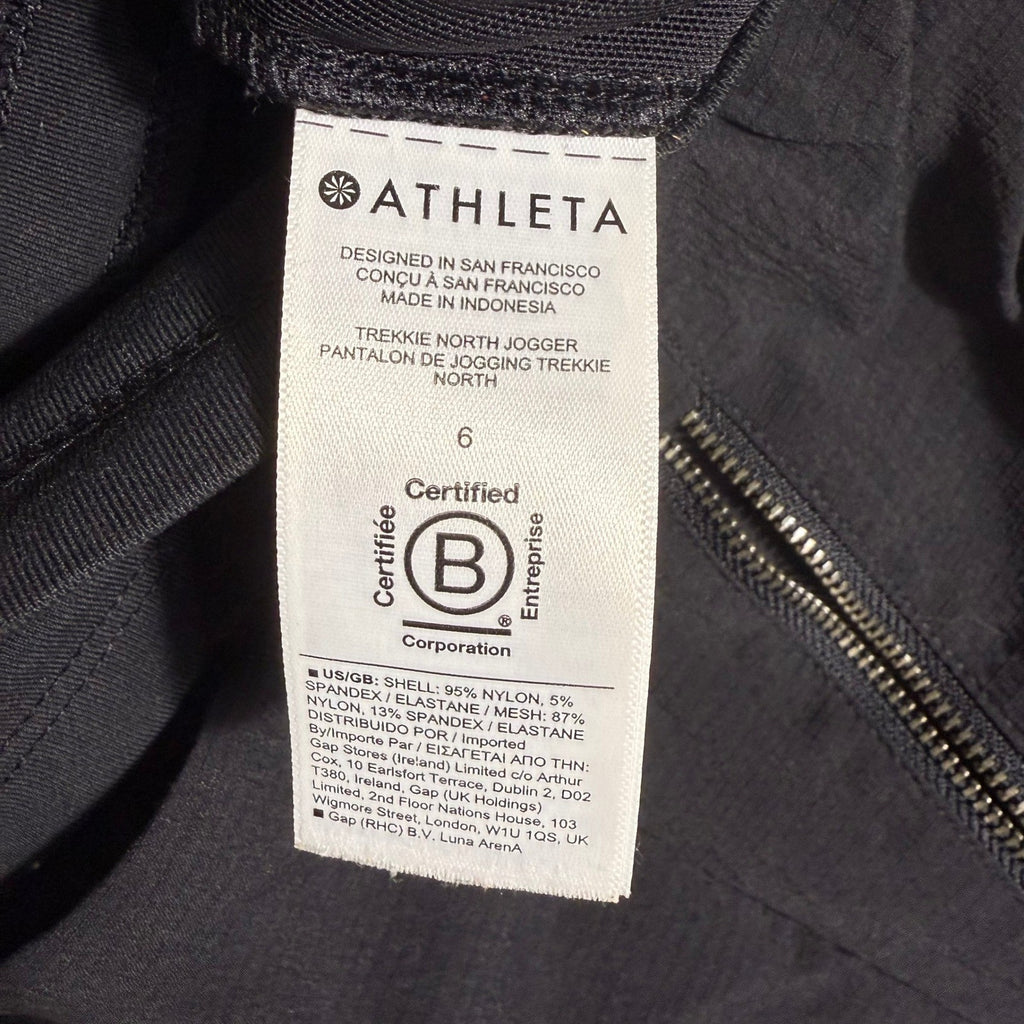 ATHLETA
DESIGNED IN SAN FRANCISCO
CONÇU À SAN FRANCISCO
MADE IN INDONESIA
TREKKIE NORTH JOGGER
PANTALON DE JOGGING TREKKIE
NORTH
6
Certified
Certifiée
B
Entreprise
®
Corporation
■ US/GB: SHELL: 95% NYLON, 5%
SPANDEX / ELASTANE / MESH: 87%
NYLON, 13% SPANDEX / ELASTANE
DISTRIBUIDO POR / Imported
By/Importe Par / ΕΙΣΑΓΕΤΑΙ ΑΠΟ ΤΗΝ:
Gap Stores (Ireland) Limited c/o Arthur
Cox, 10 Earlsfort Terrace, Dublin 2, D02
T380, Ireland, Gap (UK Holdings)
Limited, 2nd Floor Nations House, 103
Wigmore Street, London, W1U 1QS, UK
■ Gap (RHC) B.V. Luna ArenA